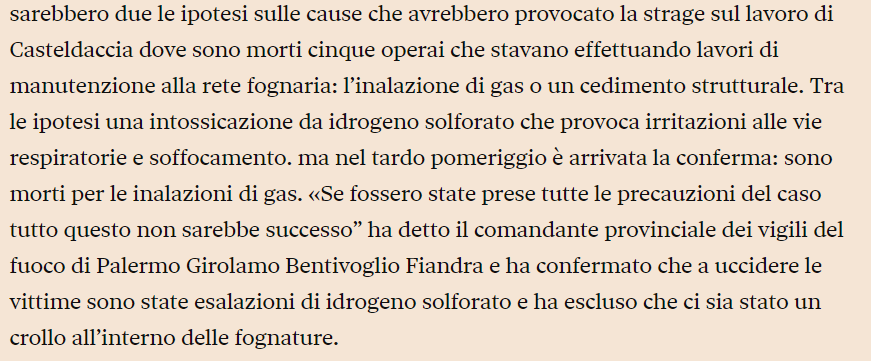 sarebbero due le ipotesi sulle cause che avrebbero provocato la strage sul lavoro di
Casteldaccia dove sono morti cinque operai che stavano effettuando lavori di
manutenzione alla rete fognaria: l’inalazione di gas o un cedimento strutturale. Tra
le ipotesi una intossicazione da idrogeno solforato che provoca irritazioni alle vie
respiratorie e soffocamento. ma nel tardo pomeriggio è arrivata la conferma: sono
morti per le inalazioni di gas. «Se fossero state prese tutte le precauzioni del caso
tutto questo non sarebbe successo” ha detto il comandante provinciale dei vigili del
fuoco di Palermo Girolamo Bentivoglio Fiandra e ha confermato che a uccidere le
vittime sono state esalazioni di idrogeno solforato e ha escluso che ci sia stato un
crollo all’interno delle fognature.